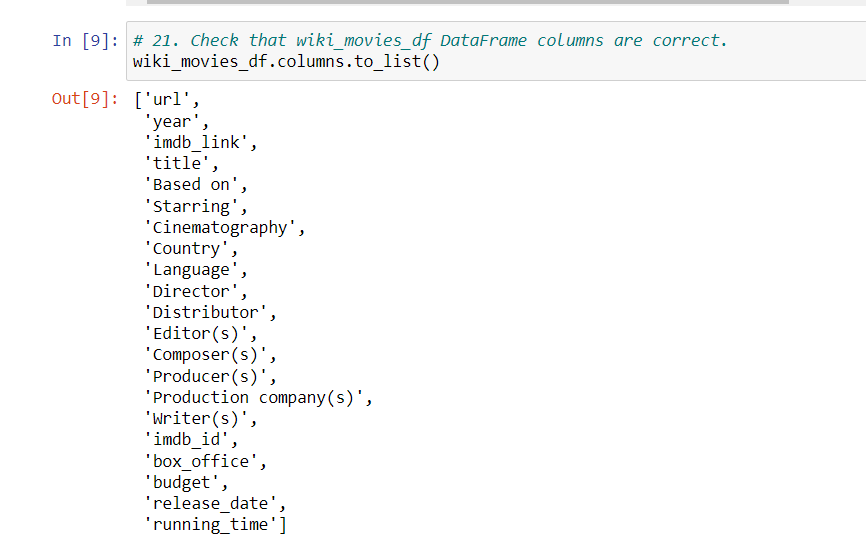 In [9]: # 21. Check that wiki_movies_df DataFrame columns are correct.
wiki_movies_df.columns.to_list()
Out[9]: ['url',
'year',
'imdb_link',
'title',
'Based on',
'Starring',
'Cinematography',
'Country',
'Language',
'Director',
'Distributor',
'Editor(s)',
'Composer(s)',
'Producer(s)',
'Production company(s)',
'Writer(s)',
'imdb_id',
'box_office',
'budget',
'release_date',
'running_time']